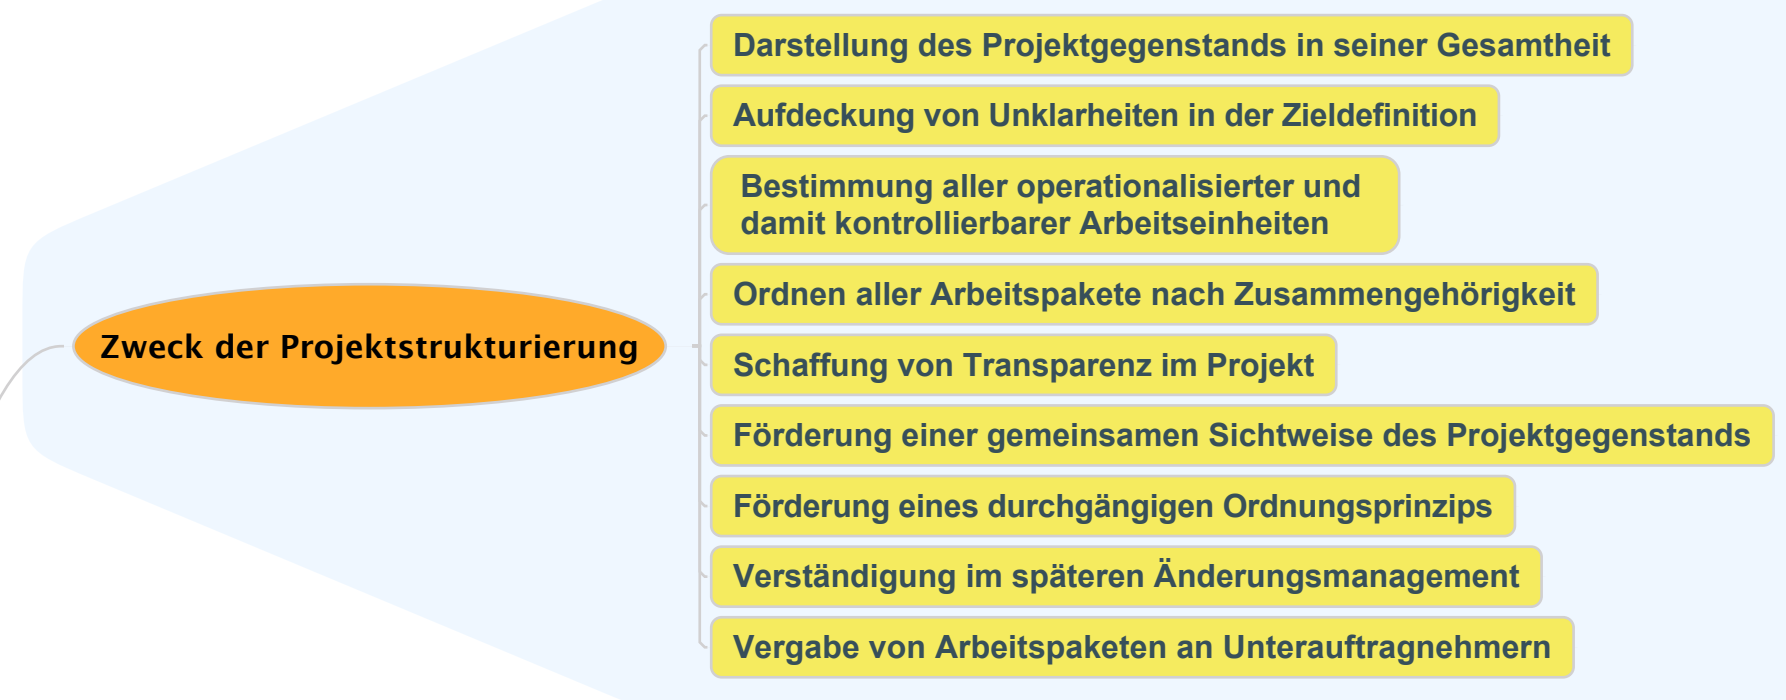 Darstellung des Projektgegenstands in seiner Gesamtheit
Aufdeckung von Unklarheiten in der Zieldefinition
Bestimmung aller operationalisierter und
damit kontrollierbarer Arbeitseinheiten
Ordnen aller Arbeitspakete nach Zusammengehörigkeit
Zweck der Projektstrukturierung
Schaffung von Transparenz im Projekt
Förderung einer gemeinsamen Sichtweise des Projektgegenstands
Förderung eines durchgängigen Ordnungsprinzips
Verständigung im späteren Änderungsmanagement
Vergabe von Arbeitspaketen an Unterauftragnehmern